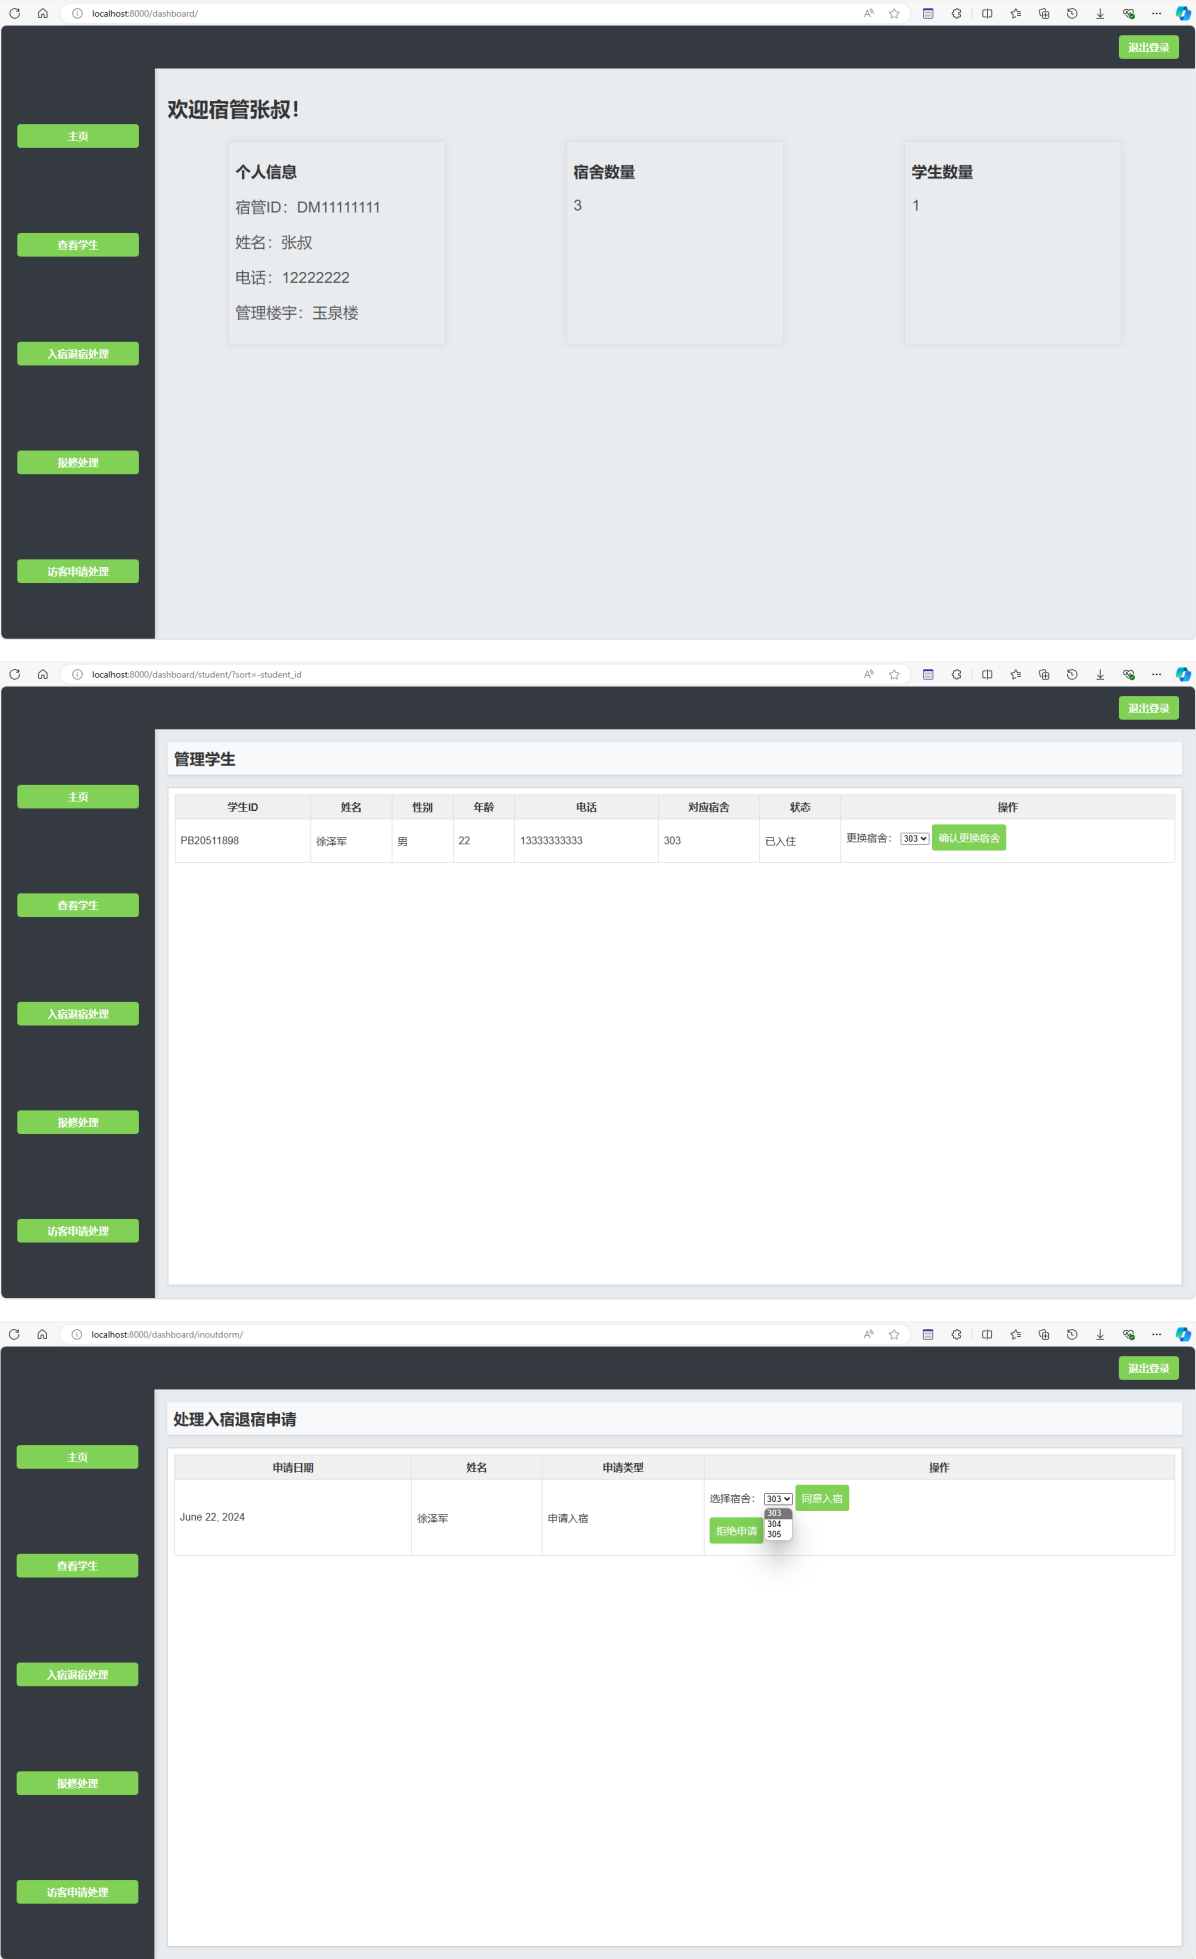 localhost:8000/dashboard/
退出登录
主页
查看学生
入宿退宿处理
报修处理
访客申请处理
欢迎宿管张叔！
个人信息
宿管ID：DM11111111
姓名：张叔
电话：12222222
管理楼宇：玉泉楼
宿舍数量
3
学生数量
1
localhost:8000/dashboard/student/?sort=-student_id
退出登录
主页
查看学生
入宿退宿处理
报修处理
访客申请处理
管理学生
学生ID 姓名 性别 年龄 电话 对应宿舍 状态 操作
PB20511898 徐泽军 男 22 13333333333 303 已入住 更换宿舍： 303 确认更换宿舍
localhost:8000/dashboard/inoutdorm/
退出登录
主页
查看学生
入宿退宿处理
报修处理
访客申请处理
处理入宿退宿申请
申请日期 姓名 申请类型 操作
June 22, 2024 徐泽军 申请入宿 选择宿舍： 303 同意入宿
303
304
305
拒绝申请